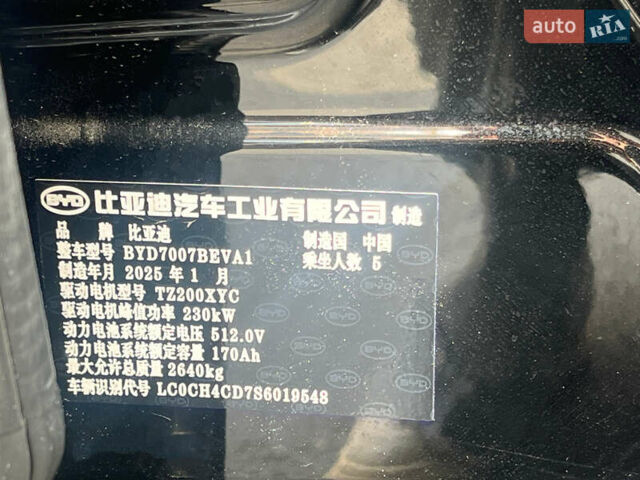 auto RIA.com
BYD 比亚迪汽车工业有限公司 制造
品 牌 比亚迪 制造国 中国
整车型号 BYD7007BEVA1 乘坐人数 5
制造年月 2025 年 1 月
驱动电机型号 TZ200XYC
驱动电机峰值功率 230kW
动力电池系统额定电压 512.0V
动力电池系统额定容量 170Ah
最大允许总质量 2640kg
车辆识别代号 LC0CH4CD7S6019548